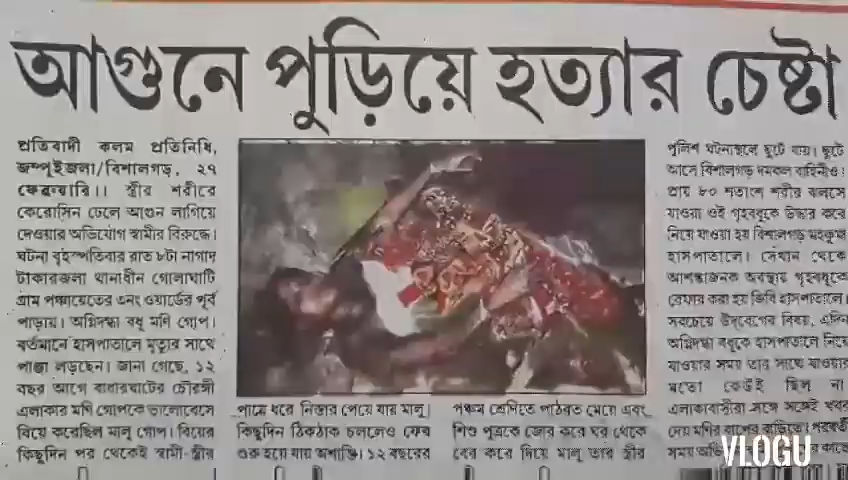 আগুনে পুড়িয়ে হত্যার চেষ্টা
প্রতিবাদী কলম প্রতিনিধি,
জম্পুইজলা/বিশালগড়, ২৭
ফেব্রুয়ারি।। স্ত্রীর শরীরে
কেরোসিন ঢেলে আগুন লাগিয়ে
দেওয়ার অভিযোগ স্বামীর বিরুদ্ধে।
ঘটনা বৃহস্পতিবার রাত ৮টা নাগাদ
টাকারজলা থানাধীন গোলাঘাটি
গ্রাম পঞ্চায়েতের ৩নং ওয়ার্ডের পূর্ব
পাড়ায়। অগ্নিদগ্ধা বধূ মণি গোপ।
বর্তমানে হাসপাতালে মৃত্যুর সাথে
পাঞ্জা লড়ছেন। জানা গেছে, ১২
বছর আগে বাধারঘাটের চৌরঙ্গী
এলাকার মণি গোপকে ভালোবেসে
বিয়ে করেছিল মালু গোপ। বিয়ের
কিছুদিন পর থেকেই স্বামী-স্ত্রীর
পায়ে ধরে নিস্তার পেয়ে যায় মালু।
কিছুদিন ঠিকঠাক চললেও ফের
শুরু হয়ে যায় অশান্তি। ১২ বছরের
পঞ্চম শ্রেণিতে পাঠরত মেয়ে এবং
শিশু পুত্রকে জোর করে ঘর থেকে
বের করে দিয়ে মালু তার স্ত্রীর
পুলিশ ঘটনাস্থলে ছুটে যায়। ছুটে
আসে বিশালগড় দমকল বাহিনীও।
প্রায় ৮০ শতাংশ শরীর ঝলসে
যাওয়া ওই গৃহবধূকে উদ্ধার করে
নিয়ে যাওয়া হয় বিশালগড় মহকুমা
হাসপাতালে। সেখান থেকে
আশঙ্কাজনক অবস্থায় গৃহবধূকে
রেফার করা হয় জিবি হাসপাতালে।
সবচেয়ে উদ্বেগের বিষয়, এদিন
অগ্নিদগ্ধা বধূকে হাসপাতালে নিয়ে
যাওয়ার সময় তার সাথে যাওয়ার
মতো কেউই ছিল না
এলাকাবাসীরা সঙ্গে সঙ্গেই খবর
দেয় মণির বাপের বাড়িতে। পরবর্তী
সময়
VLOGU